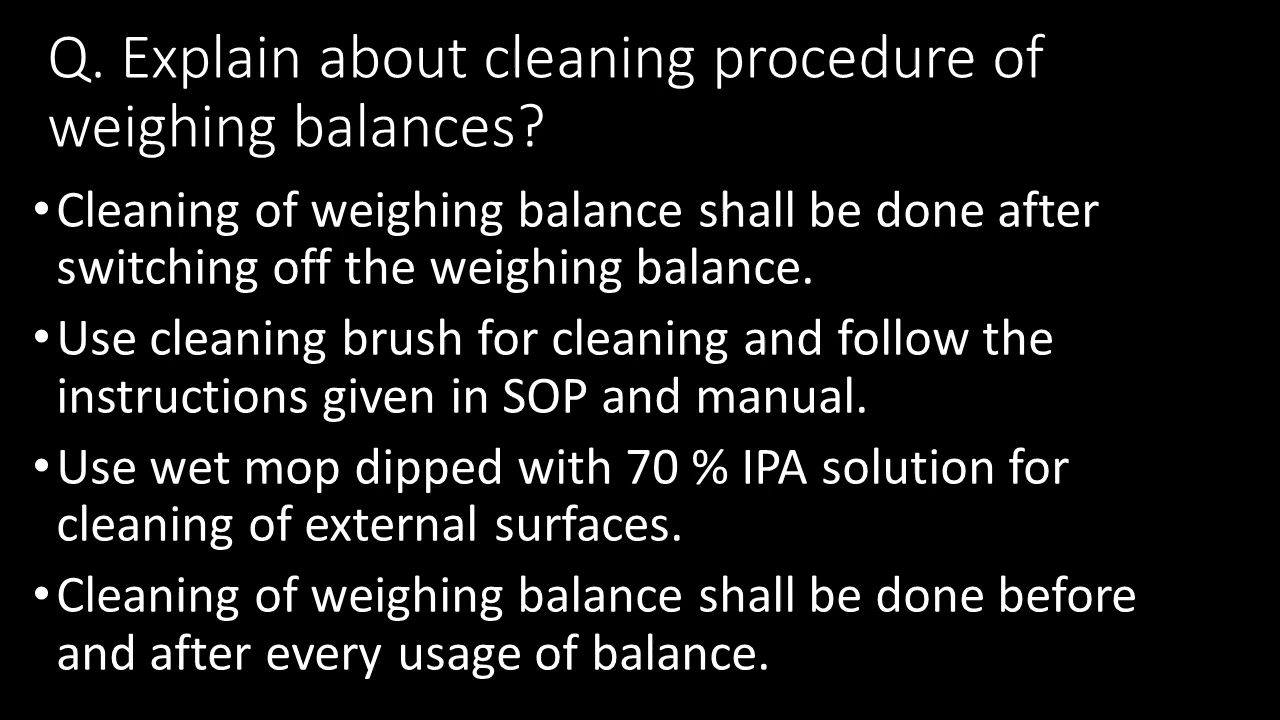 Q. Explain about cleaning procedure of
weighing balances?
• Cleaning of weighing balance shall be done after
switching off the weighing balance.
• Use cleaning brush for cleaning and follow the
instructions given in SOP and manual.
• Use wet mop dipped with 70 % IPA solution for
cleaning of external surfaces.
• Cleaning of weighing balance shall be done before
and after every usage of balance.